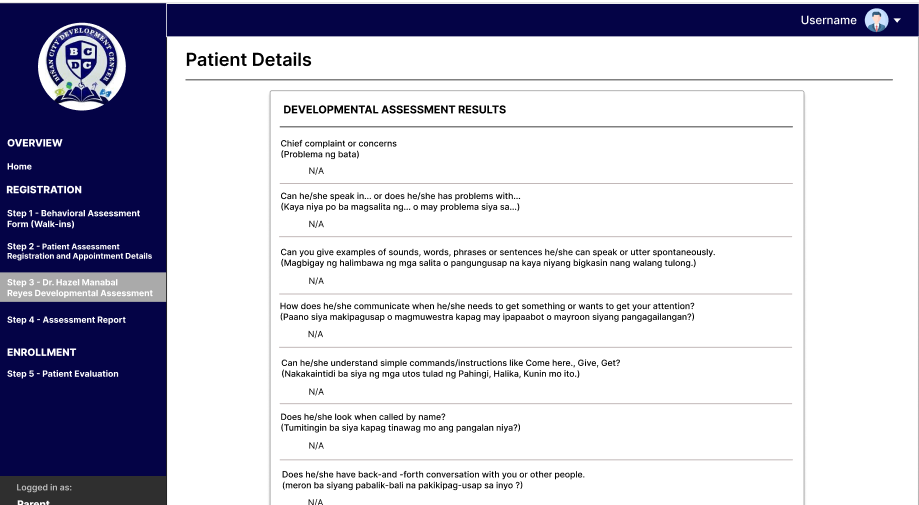 Username
BIÑAN CITY DEVELOPMENT CENTER
B C
D C
Patient Details
OVERVIEW
Home
REGISTRATION
Step 1 - Behavioral Assessment
Form (Walk-ins)
Step 2 - Patient Assessment
Registration and Appointment Details
Step 3 - Dr. Hazel Manabal
Reyes Developmental Assessment
Step 4 - Assessment Report
ENROLLMENT
Step 5 - Patient Evaluation
Logged in as:
Parent
DEVELOPMENTAL ASSESSMENT RESULTS
Chief complaint or concerns
(Problema ng bata)
N/A
Can he/she speak in... or does he/she has problems with...
(Kaya niya po ba magsalita ng... o may problema siya sa...)
N/A
Can you give examples of sounds, words, phrases or sentences he/she can speak or utter spontaneously.
(Magbigay ng halimbawa ng mga salita o pangungusap na kaya niyang bigkasin nang walang tulong.)
N/A
How does he/she communicate when he/she needs to get something or wants to get your attention?
(Paano siya makipagusap o magmuwestra kapag may ipapaabot o mayroon siyang pangagailangan?)
N/A
Can he/she understand simple commands/instructions like Come here., Give, Get?
(Nakakaintidi ba siya ng mga utos tulad ng Pahingi, Halika, Kunin mo ito.)
N/A
Does he/she look when called by name?
(Tumitingin ba siya kapag tinawag mo ang pangalan niya?)
N/A
Does he/she have back-and -forth conversation with you or other people.
(meron ba siyang pabalik-bali na pakikipag-usap sa inyo ?)
N/A